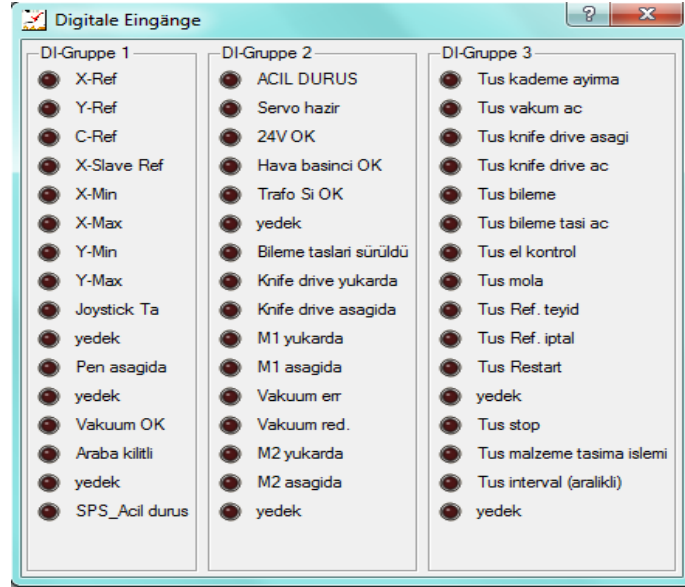 Digitale Eingänge
DI-Gruppe 1
X-Ref
Y-Ref
C-Ref
X-Slave Ref
X-Min
X-Max
Y-Min
Y-Max
Joystick Ta
yedek
Pen asagida
yedek
Vakuum OK
Araba kilitli
yedek
SPS_Acil durus
DI-Gruppe 2
ACIL DURUS
Servo hazir
24V OK
Hava basinci OK
Trafo Si OK
yedek
Bileme taslari sürüldü
Knife drive yukarda
Knife drive asagida
M1 yukarda
M1 asagida
Vakuum err
Vakuum red.
M2 yukarda
M2 asagida
yedek
DI-Gruppe 3
Tus kademe ayirma
Tus vakum ac
Tus knife drive asagi
Tus knife drive ac
Tus bileme
Tus bileme tasi ac
Tus el kontrol
Tus mola
Tus Ref. teyid
Tus Ref. iptal
Tus Restart
yedek
Tus stop
Tus malzeme tasima islemi
Tus interval (aralikli)
yedek